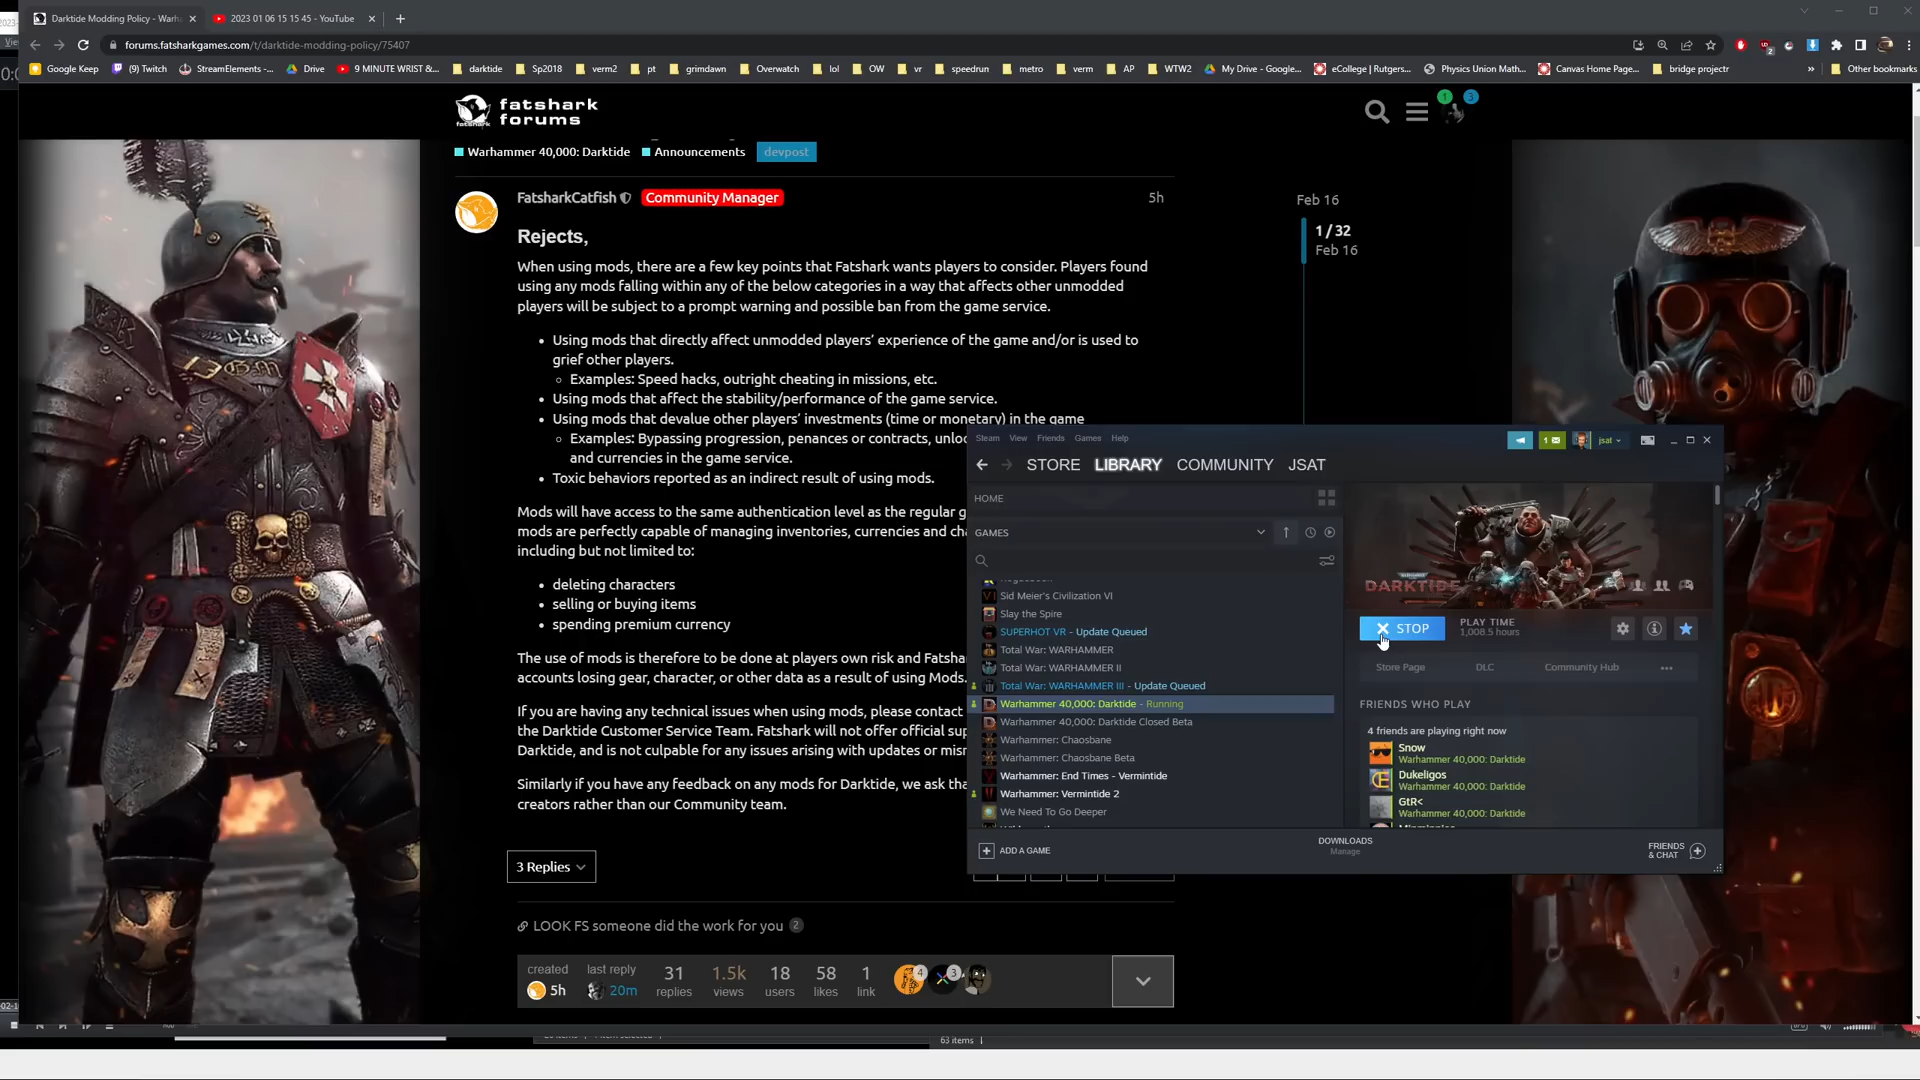 Darktide Modding Policy - Warh
2023 01 06 15 15 45 - YouTube
forums.fatsharkgames.com/t/darktide-modding-policy/75407
Google Keep
(9) Twitch
StreamElements -...
Drive
9 MINUTE WRIST &...
darktide
Sp2018
verm2
pt
grimdawn
Overwatch
lol
OW
vr
speedrun
metro
verm
AP
WTW2
My Drive - Google...
eCollege | Rutgers...
Physics Union Math...
Canvas Home Page...
bridge projectr
»
Other bookmarks
fatshark
forums
1
3
Warhammer 40,000: Darktide
Announcements
devpost
FatsharkCatfish
Community Manager
5h
Feb 16
1 / 32
Feb 16
Rejects,
When using mods, there are a few key points that Fatshark wants players to consider. Players found
using any mods falling within any of the below categories in a way that affects other unmodded
players will be subject to a prompt warning and possible ban from the game service.
• Using mods that directly affect unmodded players' experience of the game and/or is used to
grief other players.
◦ Examples: Speed hacks, outright cheating in missions, etc.
• Using mods that affect the stability/performance of the game service.
• Using mods that devalue other players' investments (time or monetary) in the game
◦ Examples: Bypassing progression, penances or contracts, unloc
and currencies in the game service.
• Toxic behaviors reported as an indirect result of using mods.
Mods will have access to the same authentication level as the regular g
mods are perfectly capable of managing inventories, currencies and cha
including but not limited to:
• deleting characters
• selling or buying items
• spending premium currency
The use of mods is therefore to be done at players own risk and Fatshar
accounts losing gear, character, or other data as a result of using Mods.
If you are having any technical issues when using mods, please contact
the Darktide Customer Service Team. Fatshark will not offer official sup
Darktide, and is not culpable for any issues arising with updates or misr
Similarly if you have any feedback on any mods for Darktide, we ask tha
creators rather than our Community team.
3 Replies
LOOK FS someone did the work for you 2
created
5h
last reply
20m
31
replies
1.5k
views
18
users
58
likes
1
link
4
3
Steam
View
Friends
Games
Help
1
jsat
STORE
LIBRARY
COMMUNITY
JSAT
HOME
GAMES
Sid Meier's Civilization VI
Slay the Spire
SUPERHOT VR - Update Queued
Total War: WARHAMMER
Total War: WARHAMMER II
Total War: WARHAMMER III - Update Queued
Warhammer 40,000: Darktide - Running
Warhammer 40,000: Darktide Closed Beta
Warhammer: Chaosbane
Warhammer: Chaosbane Beta
Warhammer: End Times - Vermintide
Warhammer: Vermintide 2
We Need To Go Deeper
ADD A GAME
DARKTIDE
STOP
PLAY TIME
1,008.5 hours
Store Page
DLC
Community Hub
FRIENDS WHO PLAY
4 friends are playing right now
Snow
Warhammer 40,000: Darktide
Dukeligos
Warhammer 40,000: Darktide
GtR<
Warhammer 40,000: Darktide
DOWNLOADS
Manage
FRIENDS
& CHAT
63 items